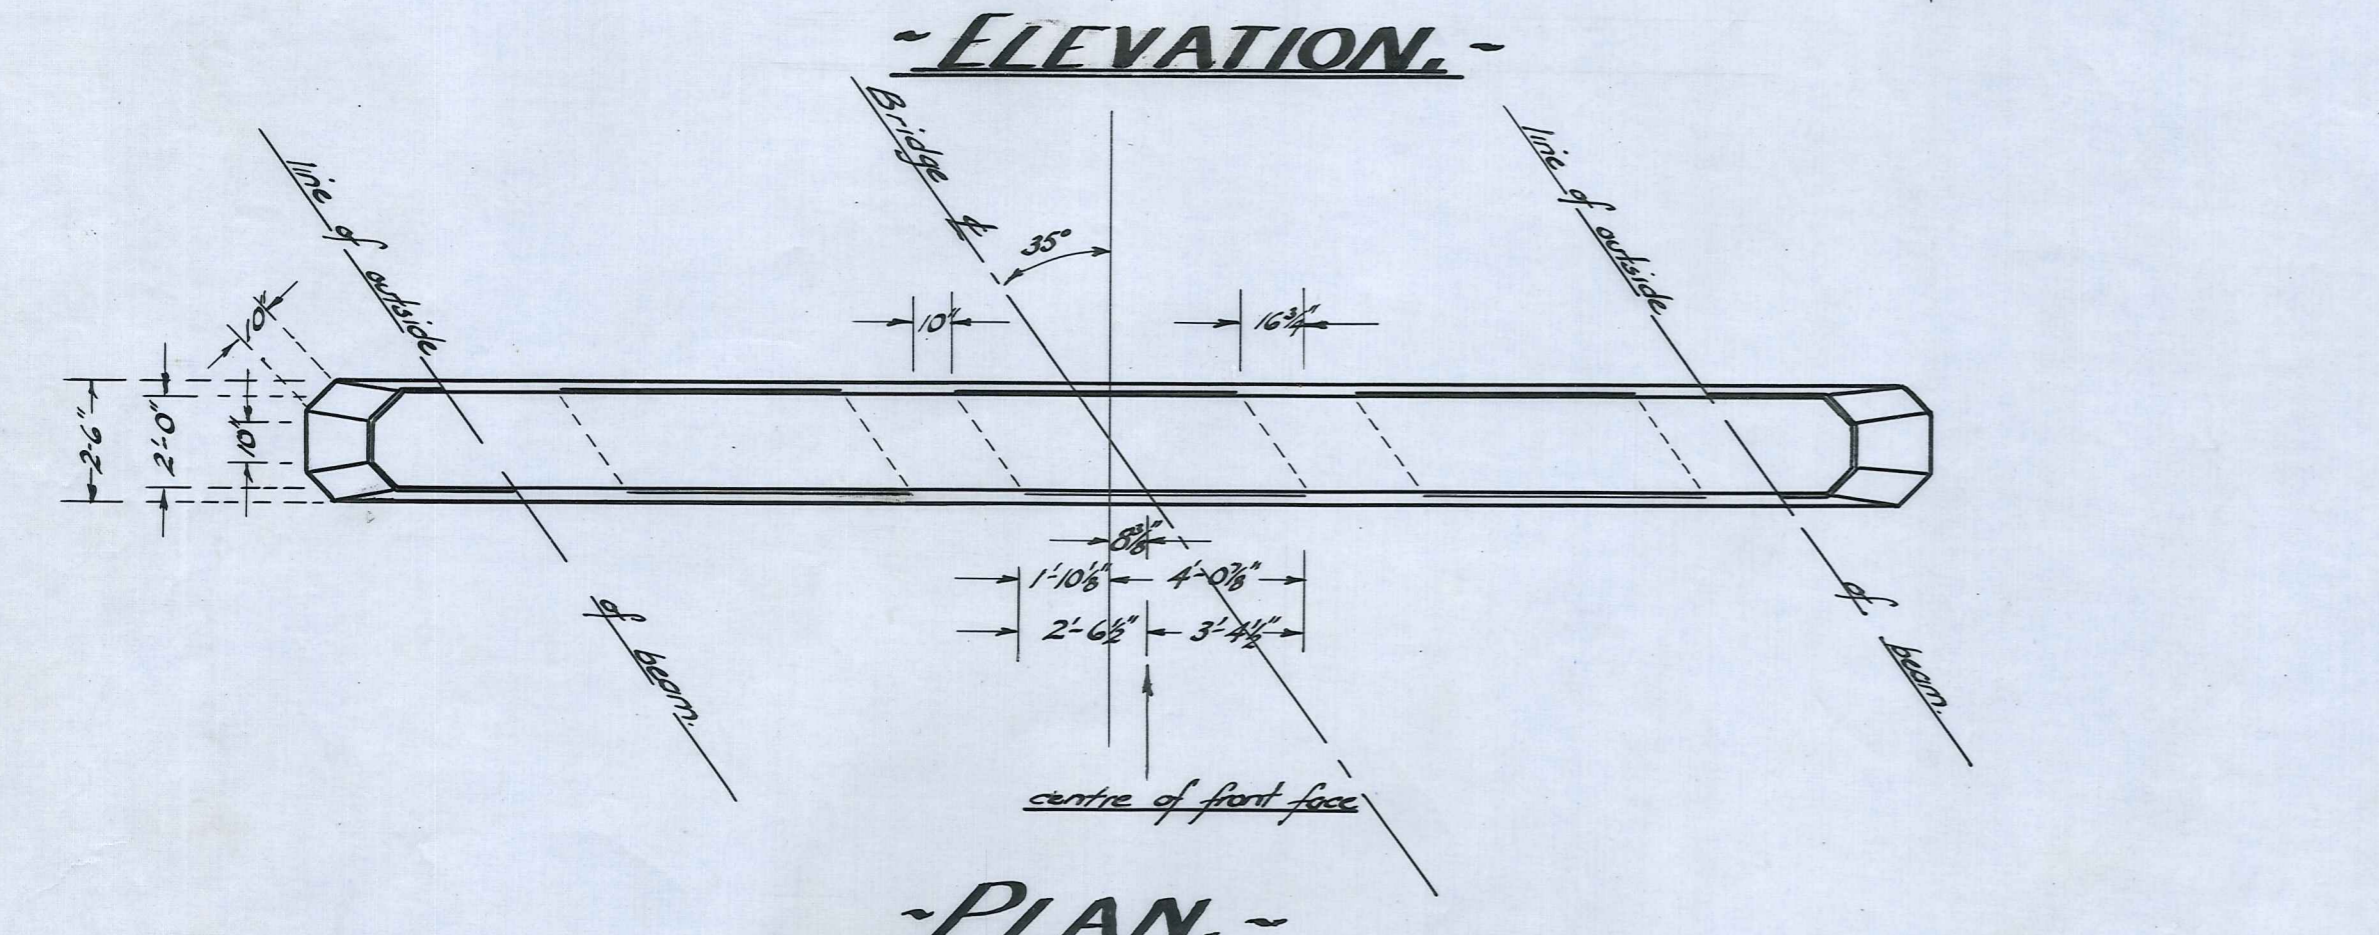 ~ELEVATION.~
Bridge ℄
line of outside
of beam.
line of outside
of beam.
35°
10"
16¾"
1'-0"
2'-6"
2'-0"
10"
8⅜"
1'-10⅛"
4'-0⅞"
2'-6½"
3'-4½"
centre of front face
~PLAN.~